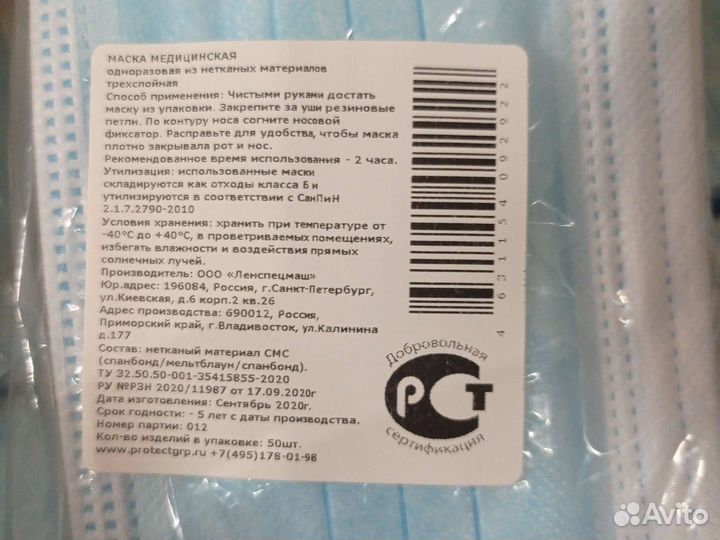 МАСКА МЕДИЦИНСКАЯ
одноразовая из нетканых материалов
трехслойная
Способ применения: Чистыми руками достать
маску из упаковки. Закрепите за уши резиновые
петли. По контуру носа согните носовой
фиксатор. Расправьте для удобства, чтобы маска
плотно закрывала рот и нос.
Рекомендованное время использования - 2 часа.
Утилизация: использованные маски
складируются как отходы класса Б и
утилизируются в соответствии с СанПиН
2.1.7.2790-2010
Условия хранения: хранить при температуре от
-40°С до +40°С, в проветриваемых помещениях,
избегать влажности и воздействия прямых
солнечных лучей.
Производитель: ООО «Ленспецмаш»
Юр.адрес: 196084, Россия, г.Санкт-Петербург,
ул.Киевская, д.6 корп.2 кв.26
Адрес производства: 690012, Россия,
Приморский край, г.Владивосток, ул.Калинина
д.177
Состав: нетканый материал СМС
(спанбонд/мельтблаун/спанбонд).
ТУ 32.50.50-001-35415855-2020
РУ №РЗН 2020/11987 от 17.09.2020г
Дата изготовления: Сентябрь 2020г.
Срок годности: - 5 лет с даты производства.
Номер партии: 012
Кол-во изделий в упаковке: 50шт.
www.protectgrp.ru +7(495)178-01-98
4631154092922
Добровольная
РСТ
сертификация
Avito